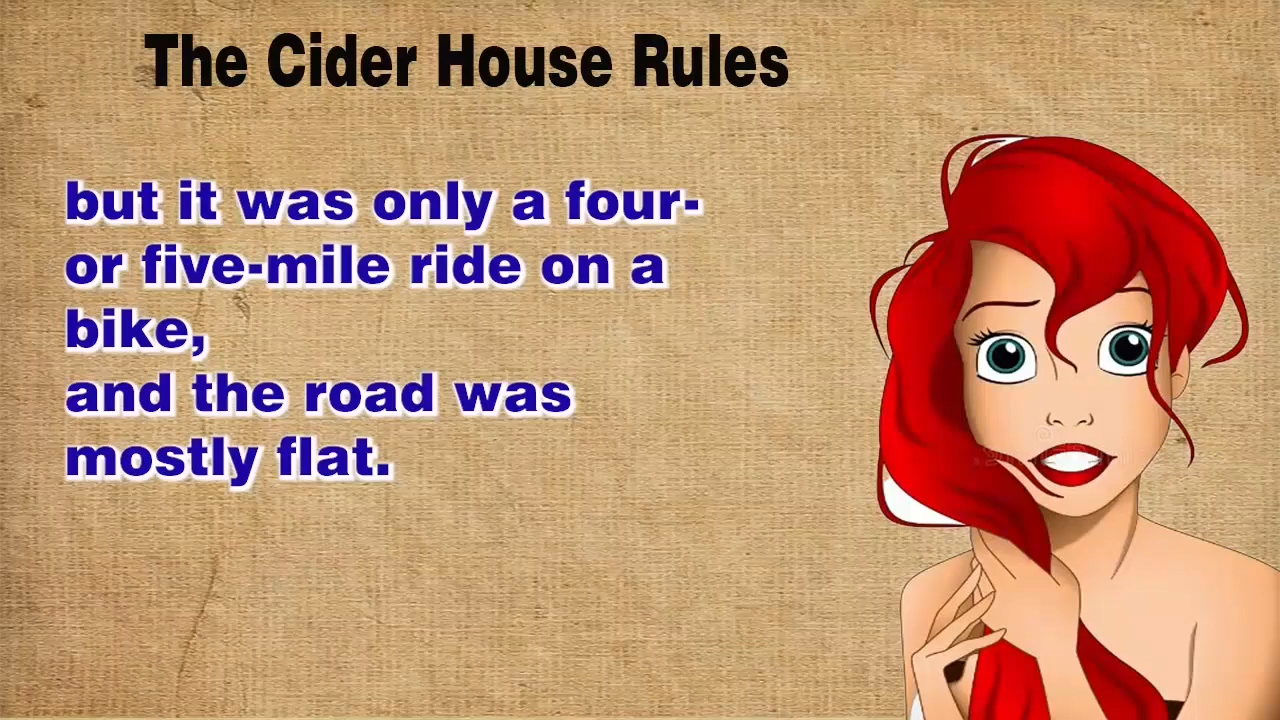 The Cider House Rules
but it was only a four-
or five-mile ride on a
bike,
and the road was
mostly flat.